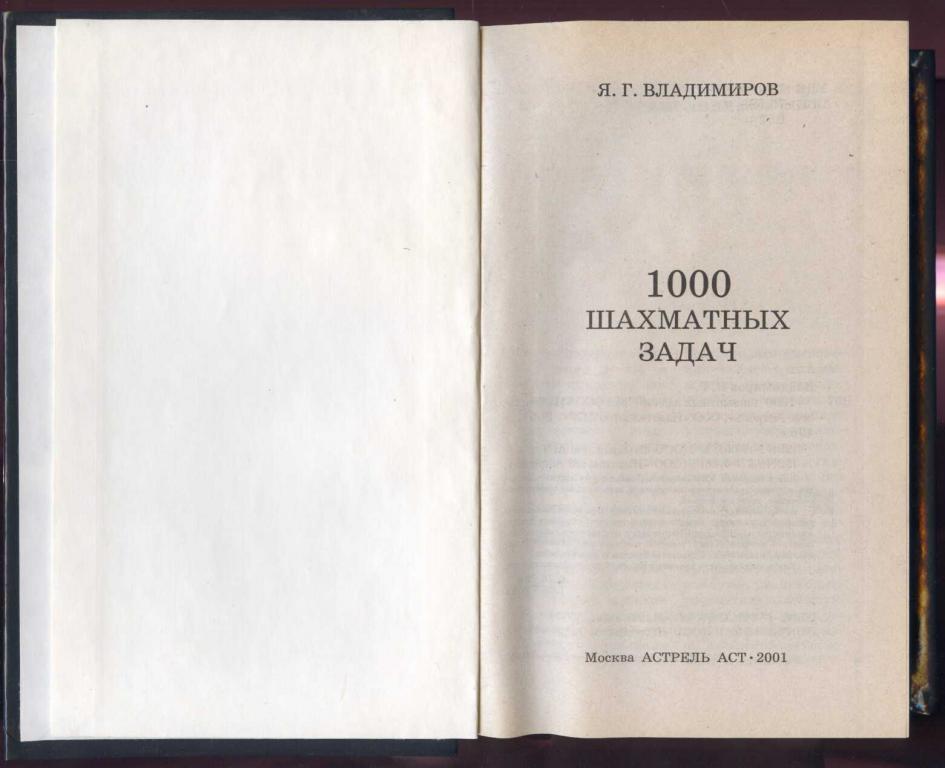 Я. Г. ВЛАДИМИРОВ
1000
ШАХМАТНЫХ
ЗАДАЧ
Москва АСТРЕЛЬ АСТ • 2001